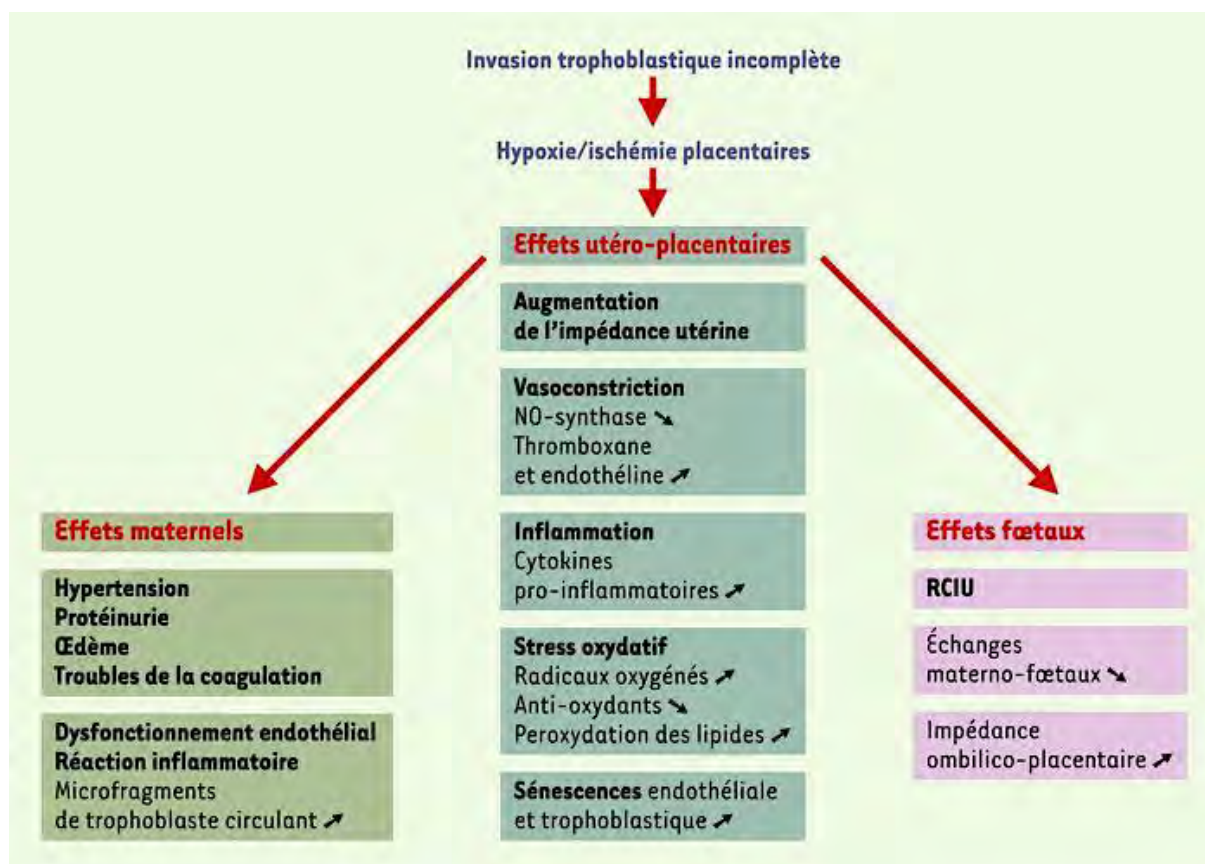 Invasion trophoblastique incomplète
Hypoxie/ischémie placentaires
Effets utéro-placentaires
Augmentation
de l'impédance utérine
Vasoconstriction
NO-synthase ➘
Thromboxane
et endothéline ➚
Inflammation
Cytokines
pro-inflammatoires ➚
Stress oxydatif
Radicaux oxygénés ➚
Anti-oxydants ➘
Peroxydation des lipides ➚
Sénescences endothéliale
et trophoblastique ➚
Effets maternels
Hypertension
Protéinurie
Œdème
Troubles de la coagulation
Dysfonctionnement endothélial
Réaction inflammatoire
Microfragments
de trophoblaste circulant ➚
Effets fœtaux
RCIU
Échanges
materno-fœtaux ➘
Impédance
ombilico-placentaire ➚